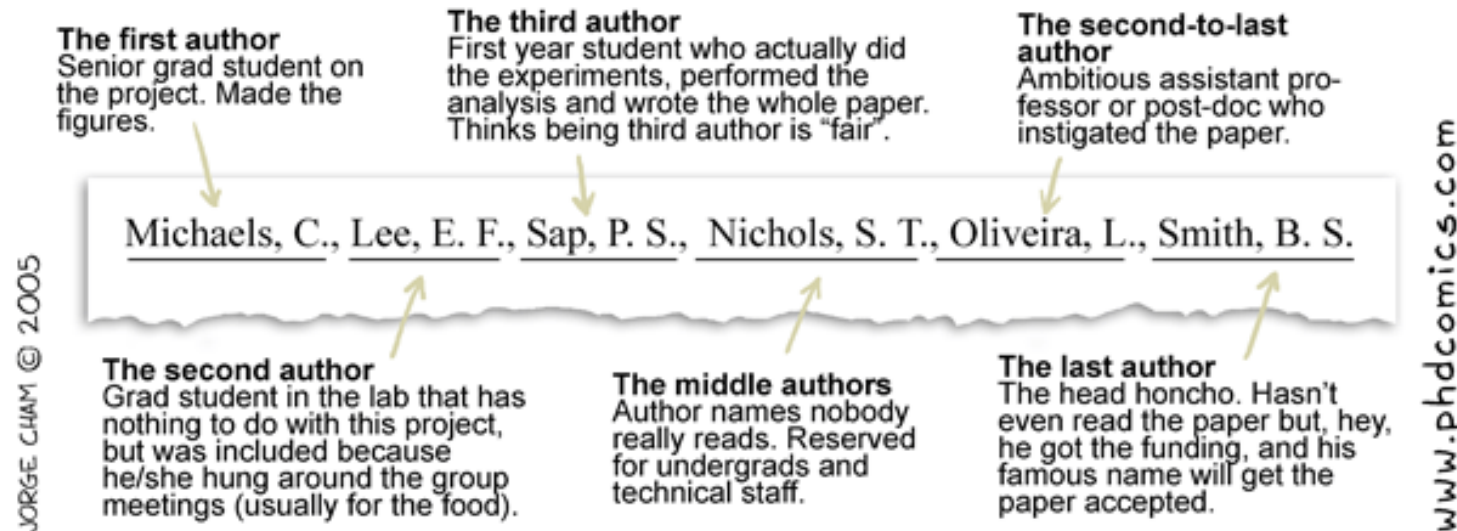 The first author
Senior grad student on
the project. Made the
figures.
The third author
First year student who actually did
the experiments, performed the
analysis and wrote the whole paper.
Thinks being third author is “fair”.
The second-to-last
author
Ambitious assistant pro-
fessor or post-doc who
instigated the paper.
Michaels, C., Lee, E. F., Sap, P. S., Nichols, S. T., Oliveira, L., Smith, B. S.
The second author
Grad student in the lab that has
nothing to do with this project,
but was included because
he/she hung around the group
meetings (usually for the food).
The middle authors
Author names nobody
really reads. Reserved
for undergrads and
technical staff.
The last author
The head honcho. Hasn’t
even read the paper but, hey,
he got the funding, and his
famous name will get the
paper accepted.
JORGE CHAM © 2005
www.phdcomics.com